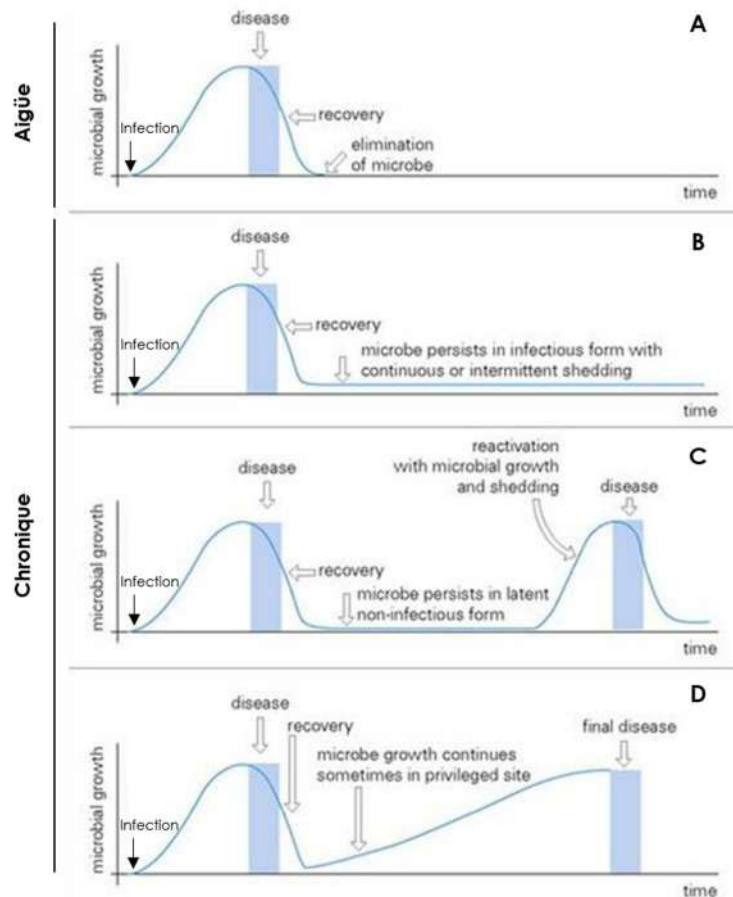 Aigüe
A
disease
microbial growth
Infection
recovery
elimination
of microbe
time
Chronique
B
disease
microbial growth
Infection
recovery
microbe persists in infectious form with
continuous or intermittent shedding
time
C
reactivation
with microbial growth
and shedding
disease
disease
microbial growth
Infection
recovery
microbe persists in latent
non-infectious form
time
D
disease
recovery
final disease
microbe growth continues
sometimes in privileged site
microbial growth
Infection
time